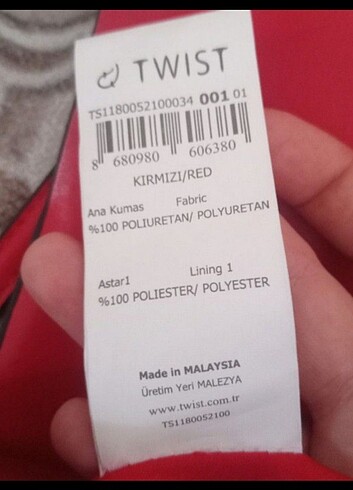 TWIST
TS1180052100034 001 01
8 680980 606380
KIRMIZI/RED
Ana Kumas Fabric
%100 POLIURETAN/ POLYURETAN
Astar1 Lining 1
%100 POLIESTER/ POLYESTER
Made in MALAYSIA
Üretim Yeri MALEZYA
www.twist.com.tr
TS1180052100